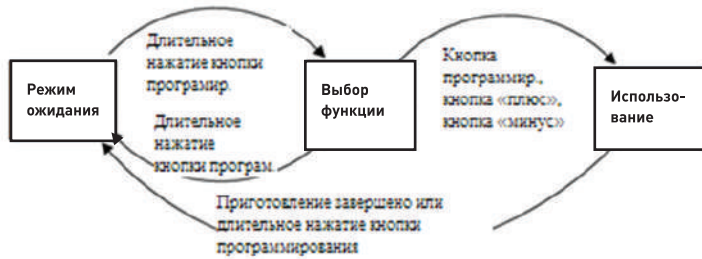 Длительное
нажатие кнопки
програмир.
Режим
ожидания
Выбор
функции
Кнопка
программир.,
кнопка «плюс»,
кнопка «минус»
Использо-
вание
Длительное
нажатие
кнопки програм
Приготовление завершено или
длительное нажатие кнопки
программирования